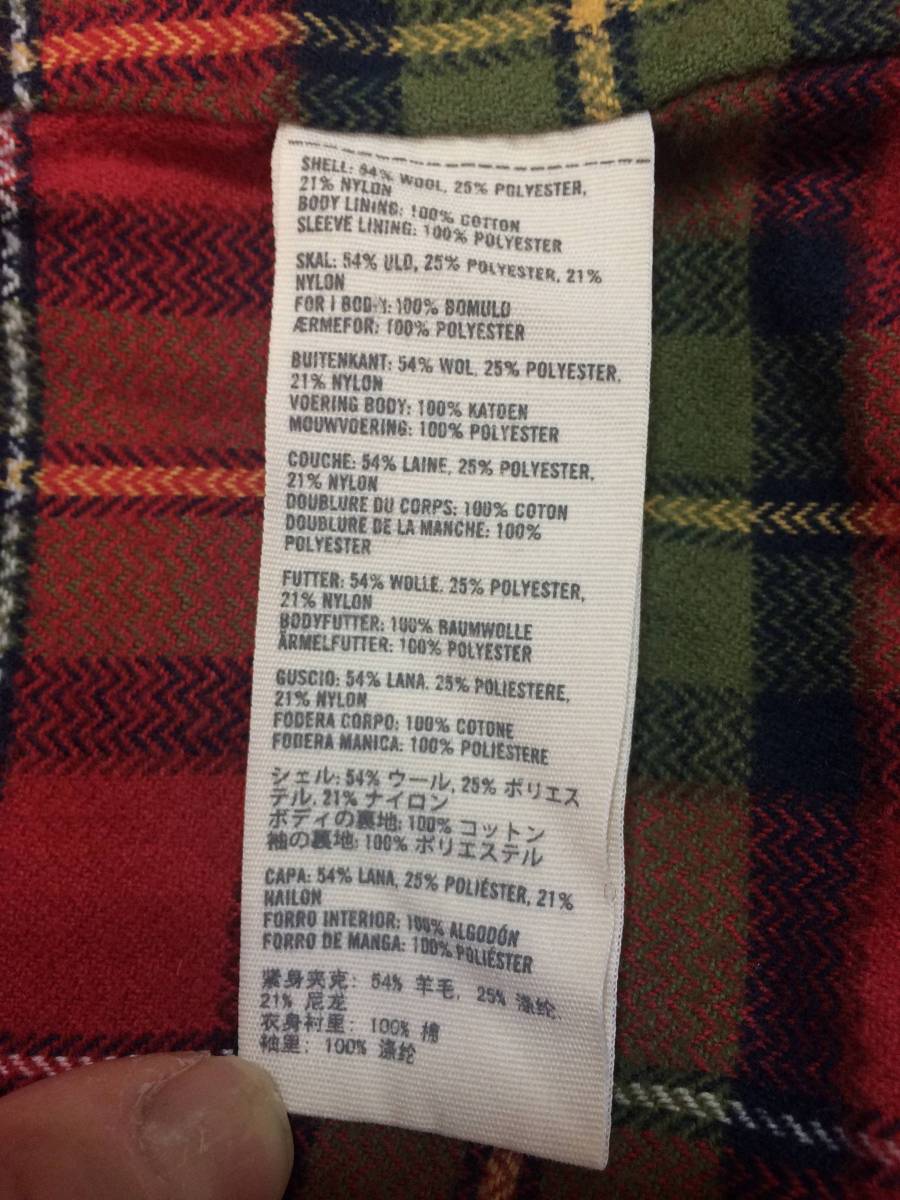 SHELL: 54% WOOL, 25% POLYESTER,
21% NYLON
BODY LINING: 100% COTTON
SLEEVE LINING: 100% POLYESTER
SKAL: 54% ULD, 25% POLYESTER, 21%
NYLON
FOR I BODY: 100% BOMULD
ÆRMEFOR: 100% POLYESTER
BUITENKANT: 54% WOL, 25% POLYESTER,
21% NYLON
VOERING BODY: 100% KATOEN
MOUWVOERING: 100% POLYESTER
COUCHE: 54% LAINE, 25% POLYESTER,
21% NYLON
DOUBLURE DU CORPS: 100% COTON
DOUBLURE DE LA MANCHE: 100%
POLYESTER
FUTTER: 54% WOLLE, 25% POLYESTER,
21% NYLON
BODYFUTTER: 100% BAUMWOLLE
ÄRMELFUTTER: 100% POLYESTER
GUSCIO: 54% LANA, 25% POLIESTERE,
21% NYLON
FODERA CORPO: 100% COTONE
FODERA MANICA: 100% POLIESTERE
シェル: 54% ウール, 25% ポリエス
テル, 21% ナイロン
ボディの裏地: 100% コットン
袖の裏地: 100% ポリエステル
CAPA: 54% LANA, 25% POLIÉSTER, 21%
NAILON
FORRO INTERIOR: 100% ALGODÓN
FORRO DE MANGA: 100% POLIÉSTER
紧身夹克: 54% 羊毛, 25% 涤纶,
21% 尼龙
衣身衬里: 100% 棉
袖里: 100% 涤纶